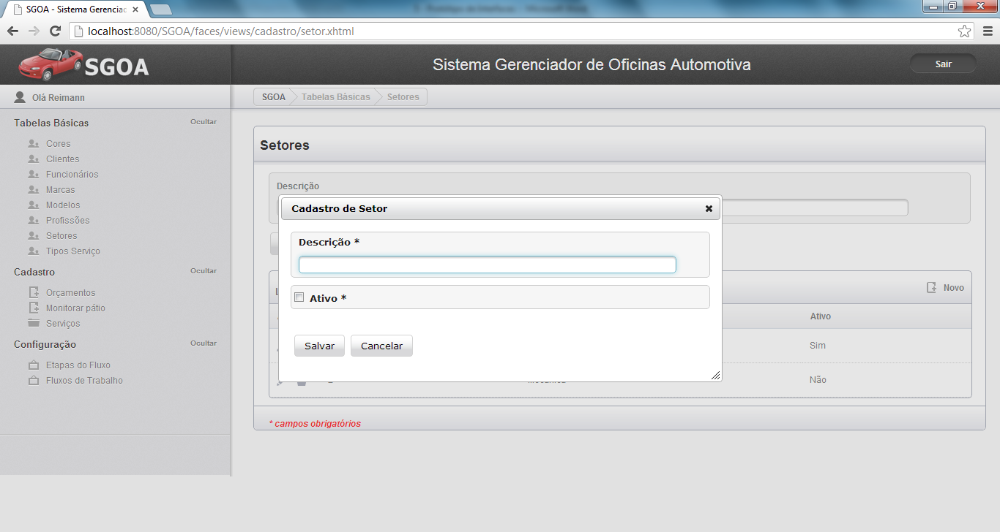 SGOA - Sistema Gerenciad
localhost:8080/SGOA/faces/views/cadastro/setor.xhtml
SGOA
Sistema Gerenciador de Oficinas Automotiva
Sair
Olá Reimann
SGOA Tabelas Básicas Setores
Tabelas Básicas Ocultar
Cores
Clientes
Funcionários
Marcas
Modelos
Profissões
Setores
Tipos Serviço
Cadastro Ocultar
Orçamentos
Monitorar pátio
Serviços
Configuração Ocultar
Etapas do Fluxo
Fluxos de Trabalho
Setores
Descrição
Cadastro de Setor
Descrição *
Ativo *
Salvar Cancelar
Novo
Ativo
Sim
Não
* campos obrigatórios